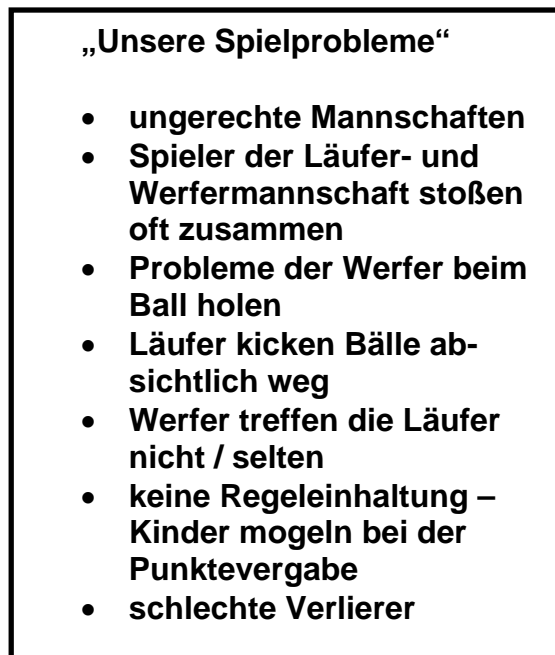 „Unsere Spielprobleme“
• ungerechte Mannschaften
• Spieler der Läufer- und
Werfermannschaft stoßen
oft zusammen
• Probleme der Werfer beim
Ball holen
• Läufer kicken Bälle ab-
sichtlich weg
• Werfer treffen die Läufer
nicht / selten
• keine Regeleinhaltung –
Kinder mogeln bei der
Punktevergabe
• schlechte Verlierer